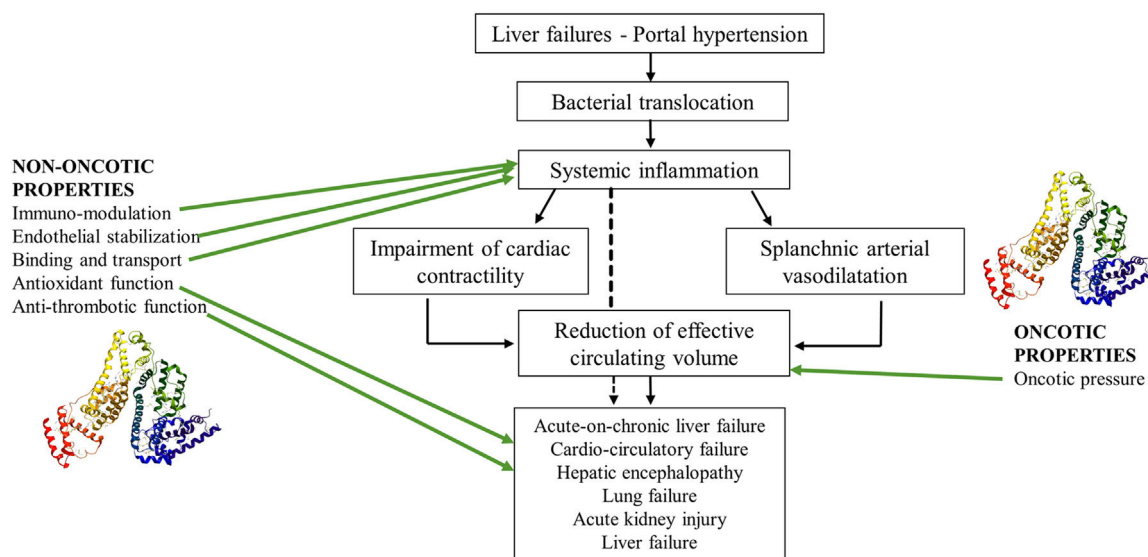 Liver failures - Portal hypertension
Bacterial translocation
Systemic inflammation
NON-ONCOTIC
PROPERTIES
Immuno-modulation
Endothelial stabilization
Binding and transport
Antioxidant function
Anti-thrombotic function
Impairment of cardiac
contractility
Splanchnic arterial
vasodilatation
Reduction of effective
circulating volume
ONCOTIC
PROPERTIES
Oncotic pressure
Acute-on-chronic liver failure
Cardio-circulatory failure
Hepatic encephalopathy
Lung failure
Acute kidney injury
Liver failure